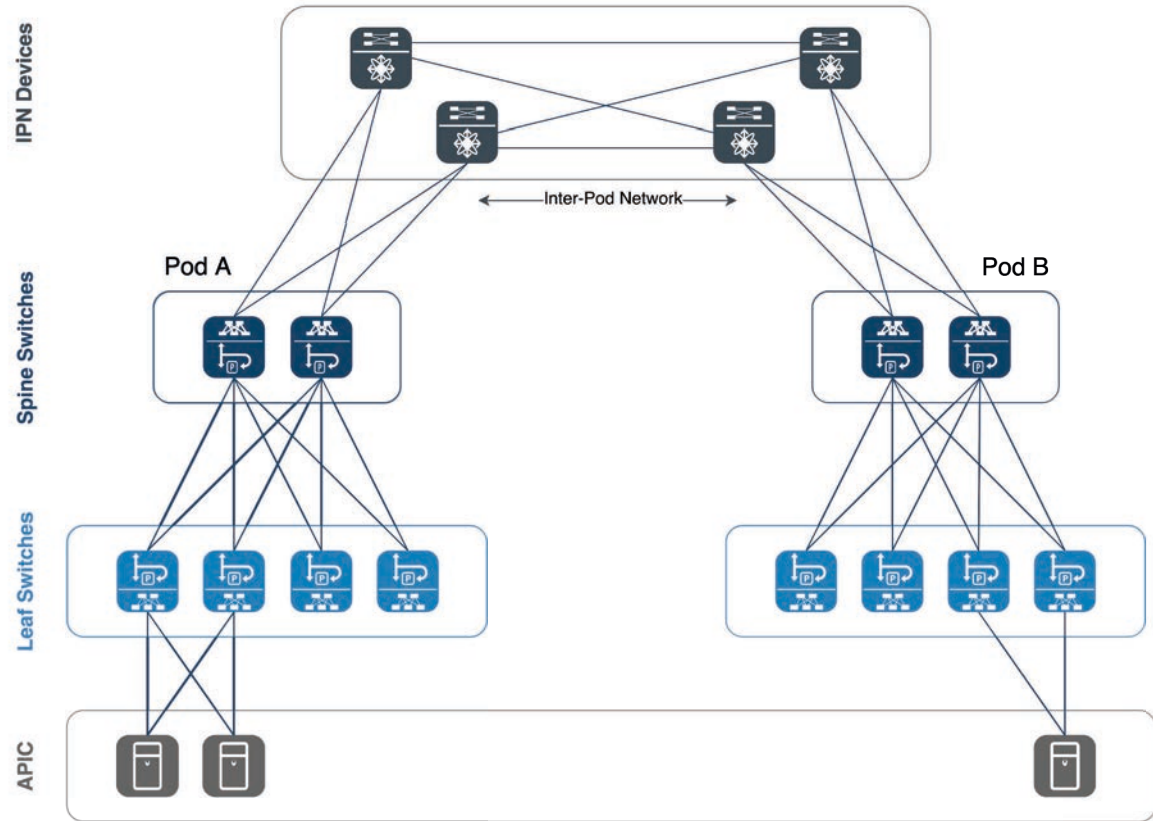 IPN Devices
Inter-Pod Network
Pod A
Pod B
Spine Switches
P
P
P
P
Leaf Switches
P
P
P
P
P
P
P
P
APIC